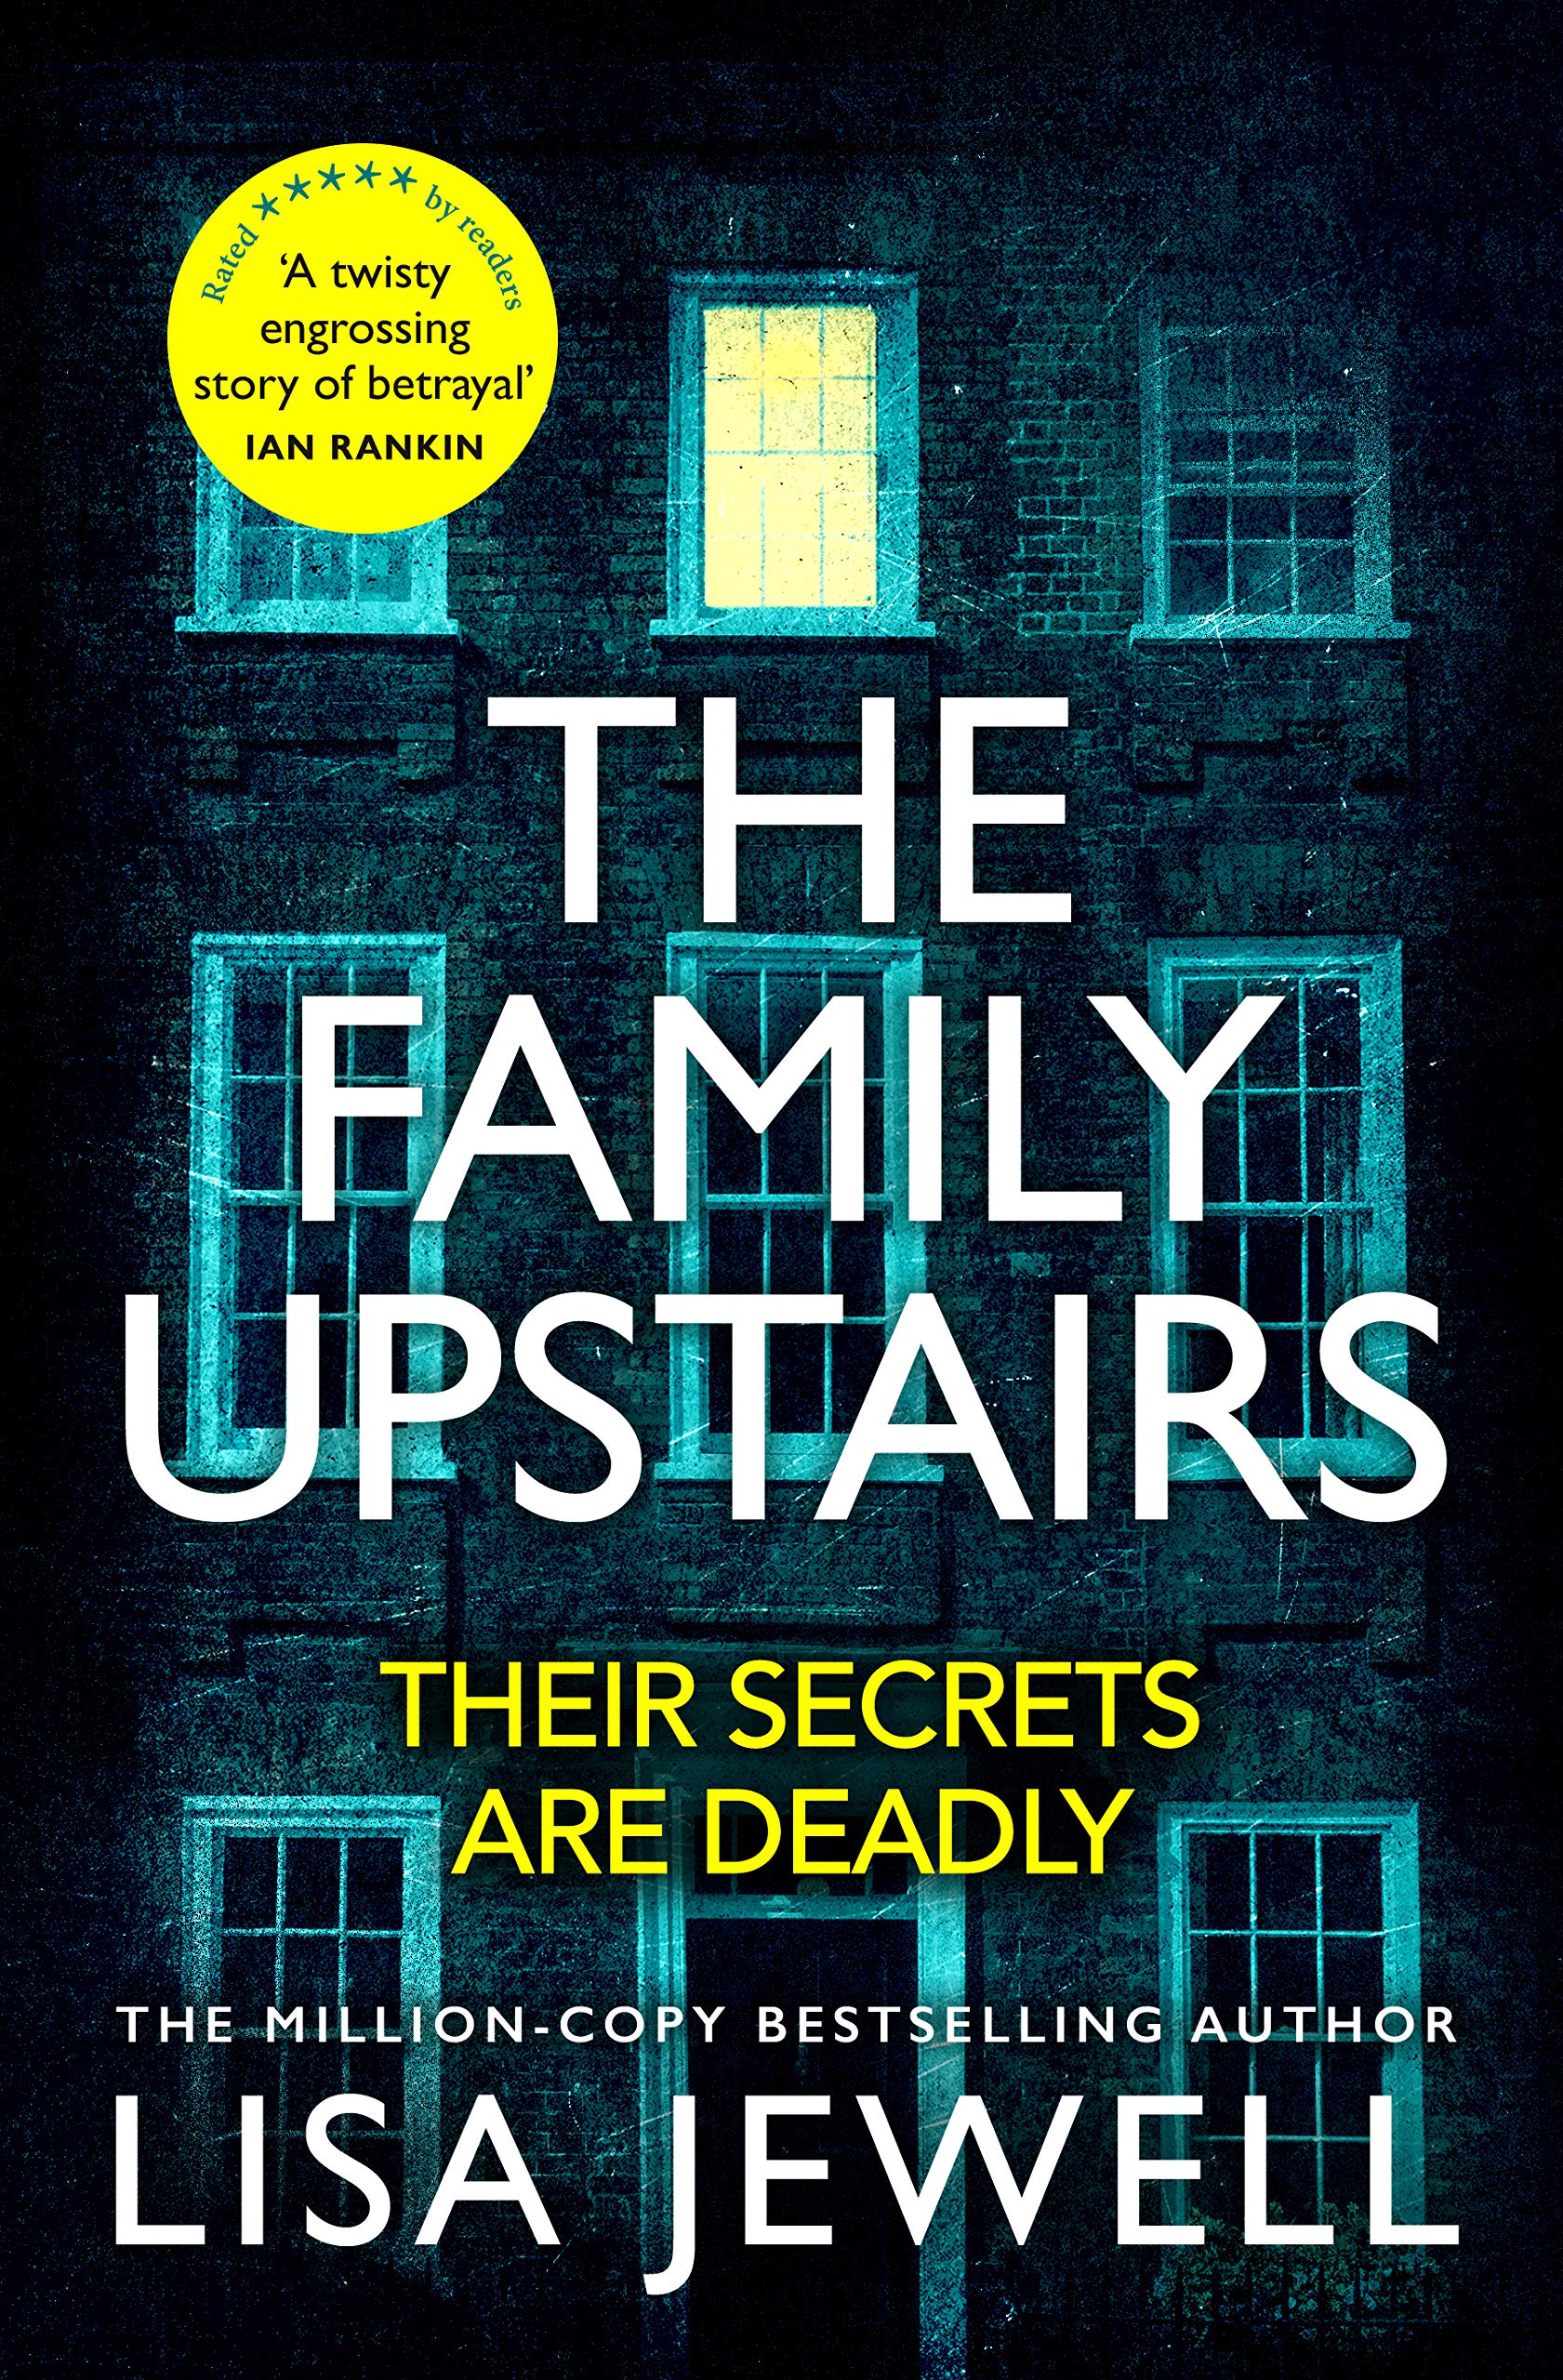 Rated ★★★★★ by readers
‘A twisty
engrossing
story of betrayal’
IAN RANKIN
THE
FAMILY
UPSTAIRS
THEIR SECRETS
ARE DEADLY
THE MILLION-COPY BESTSELLING AUTHOR
LISA JEWELL